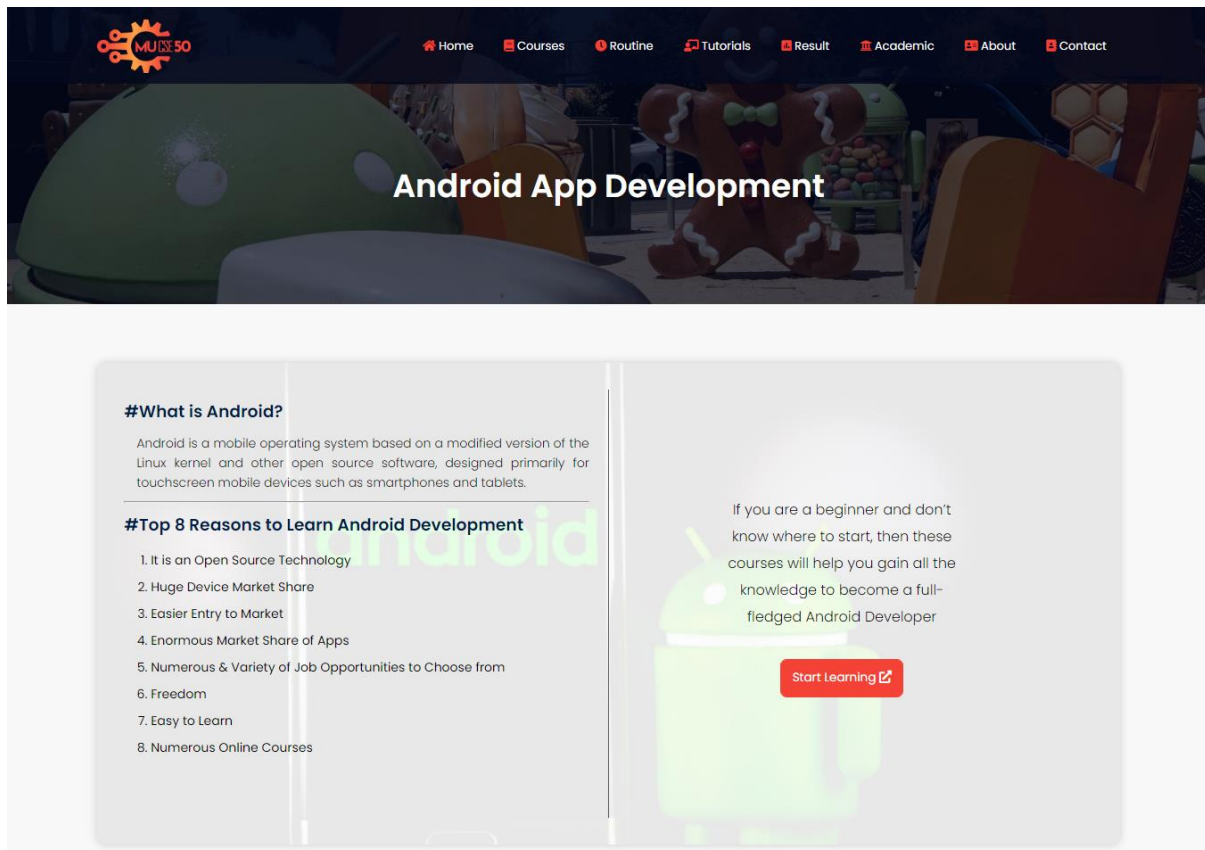 MU CSE 50
Home Courses Routine Tutorials Result Academic About Contact
Android App Development
#What is Android?
Android is a mobile operating system based on a modified version of the
Linux kernel and other open source software, designed primarily for
touchscreen mobile devices such as smartphones and tablets.
#Top 8 Reasons to Learn Android Development
android
1. It is an Open Source Technology
2. Huge Device Market Share
3. Easier Entry to Market
4. Enormous Market Share of Apps
5. Numerous & Variety of Job Opportunities to Choose from
6. Freedom
7. Easy to Learn
8. Numerous Online Courses
If you are a beginner and don't
know where to start, then these
courses will help you gain all the
knowledge to become a full-
fledged Android Developer
Start Learning